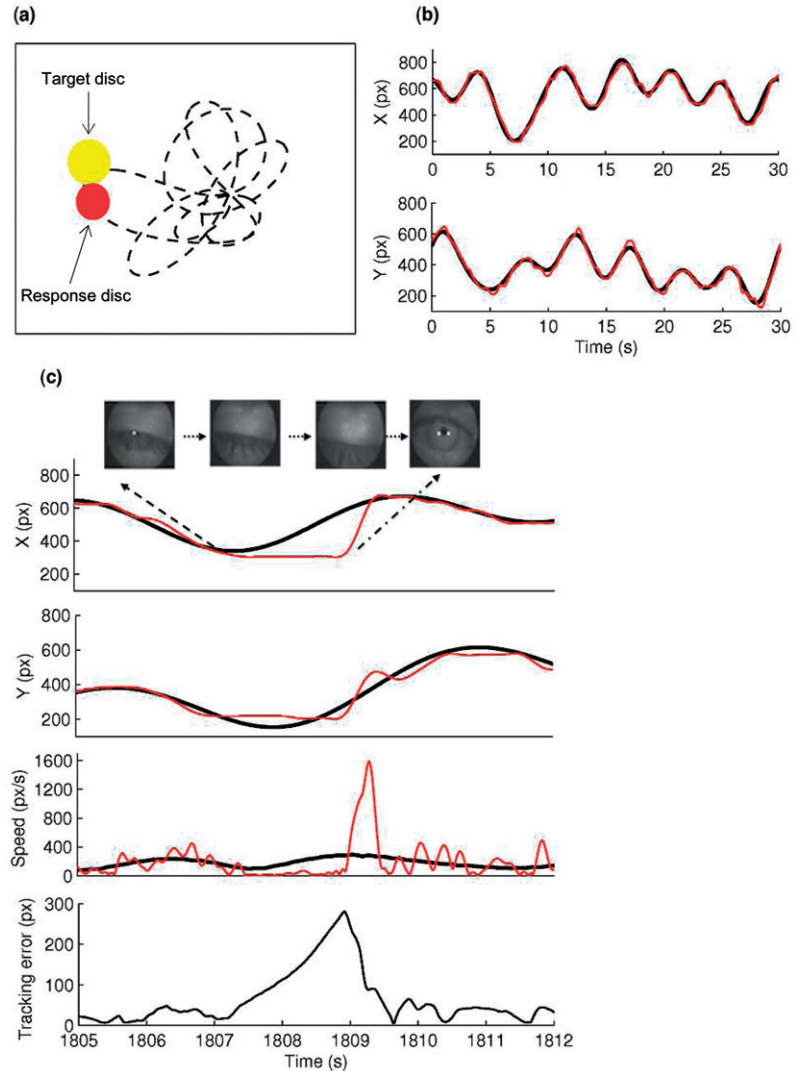 (a)
Target disc
Response disc
(b)
X (px)
800
600
400
200
0 5 10 15 20 25 30
Y (px)
800
600
400
200
0 5 10 15 20 25 30
Time (s)
(c)
X (px)
800
600
400
200
Y (px)
800
600
400
200
Speed (px/s)
1600
1200
800
400
0
Tracking error (px)
300
200
100
0
1805 1806 1807 1808 1809 1810 1811 1812
Time (s)